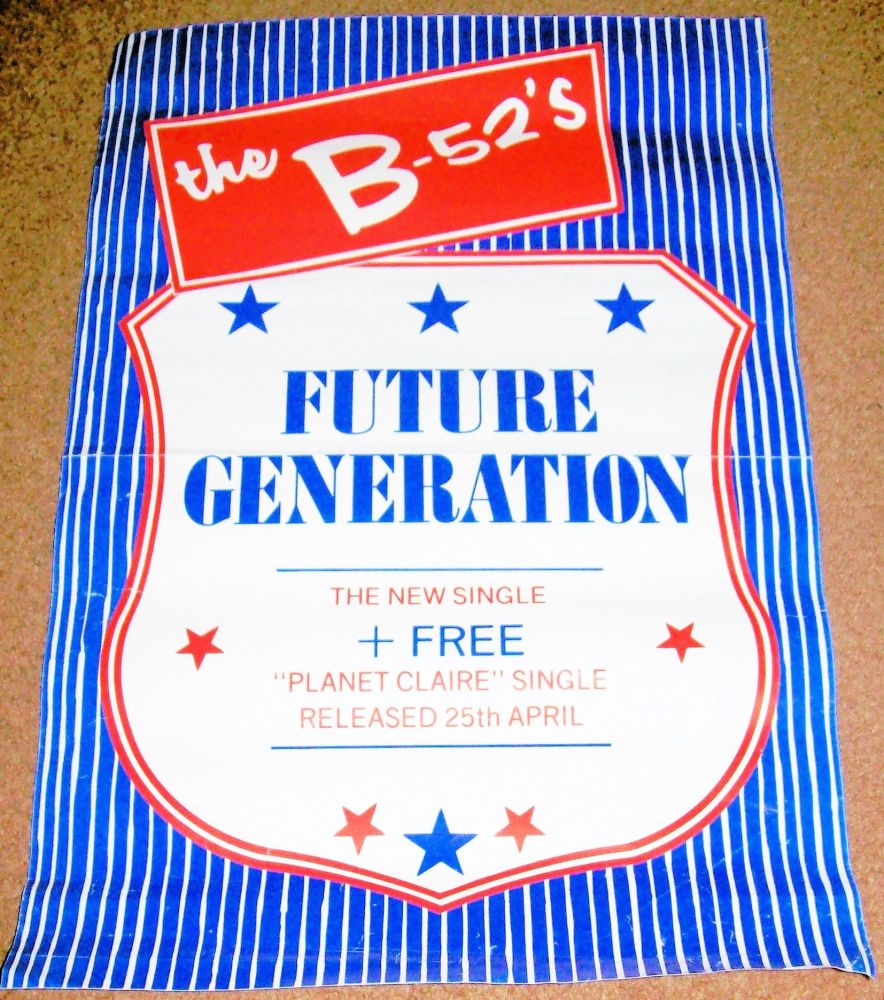 the B-52's
FUTURE
GENERATION
THE NEW SINGLE
+ FREE
"PLANET CLAIRE" SINGLE
RELEASED 25th APRIL